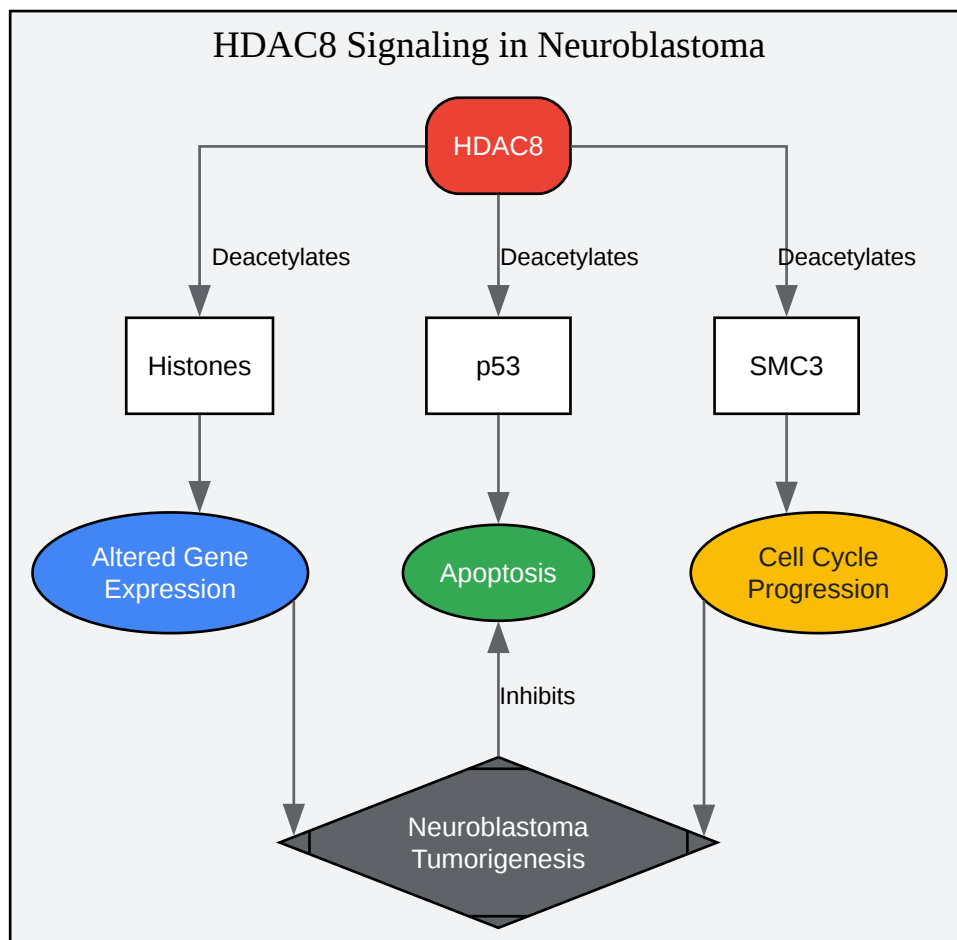 HDAC8 Signaling in Neuroblastoma
HDAC8
Deacetylates
Deacetylates
Deacetylates
Histones
p53
SMC3
Altered Gene
Expression
Apoptosis
Cell Cycle
Progression
Inhibits
Neuroblastoma
Tumorigenesis